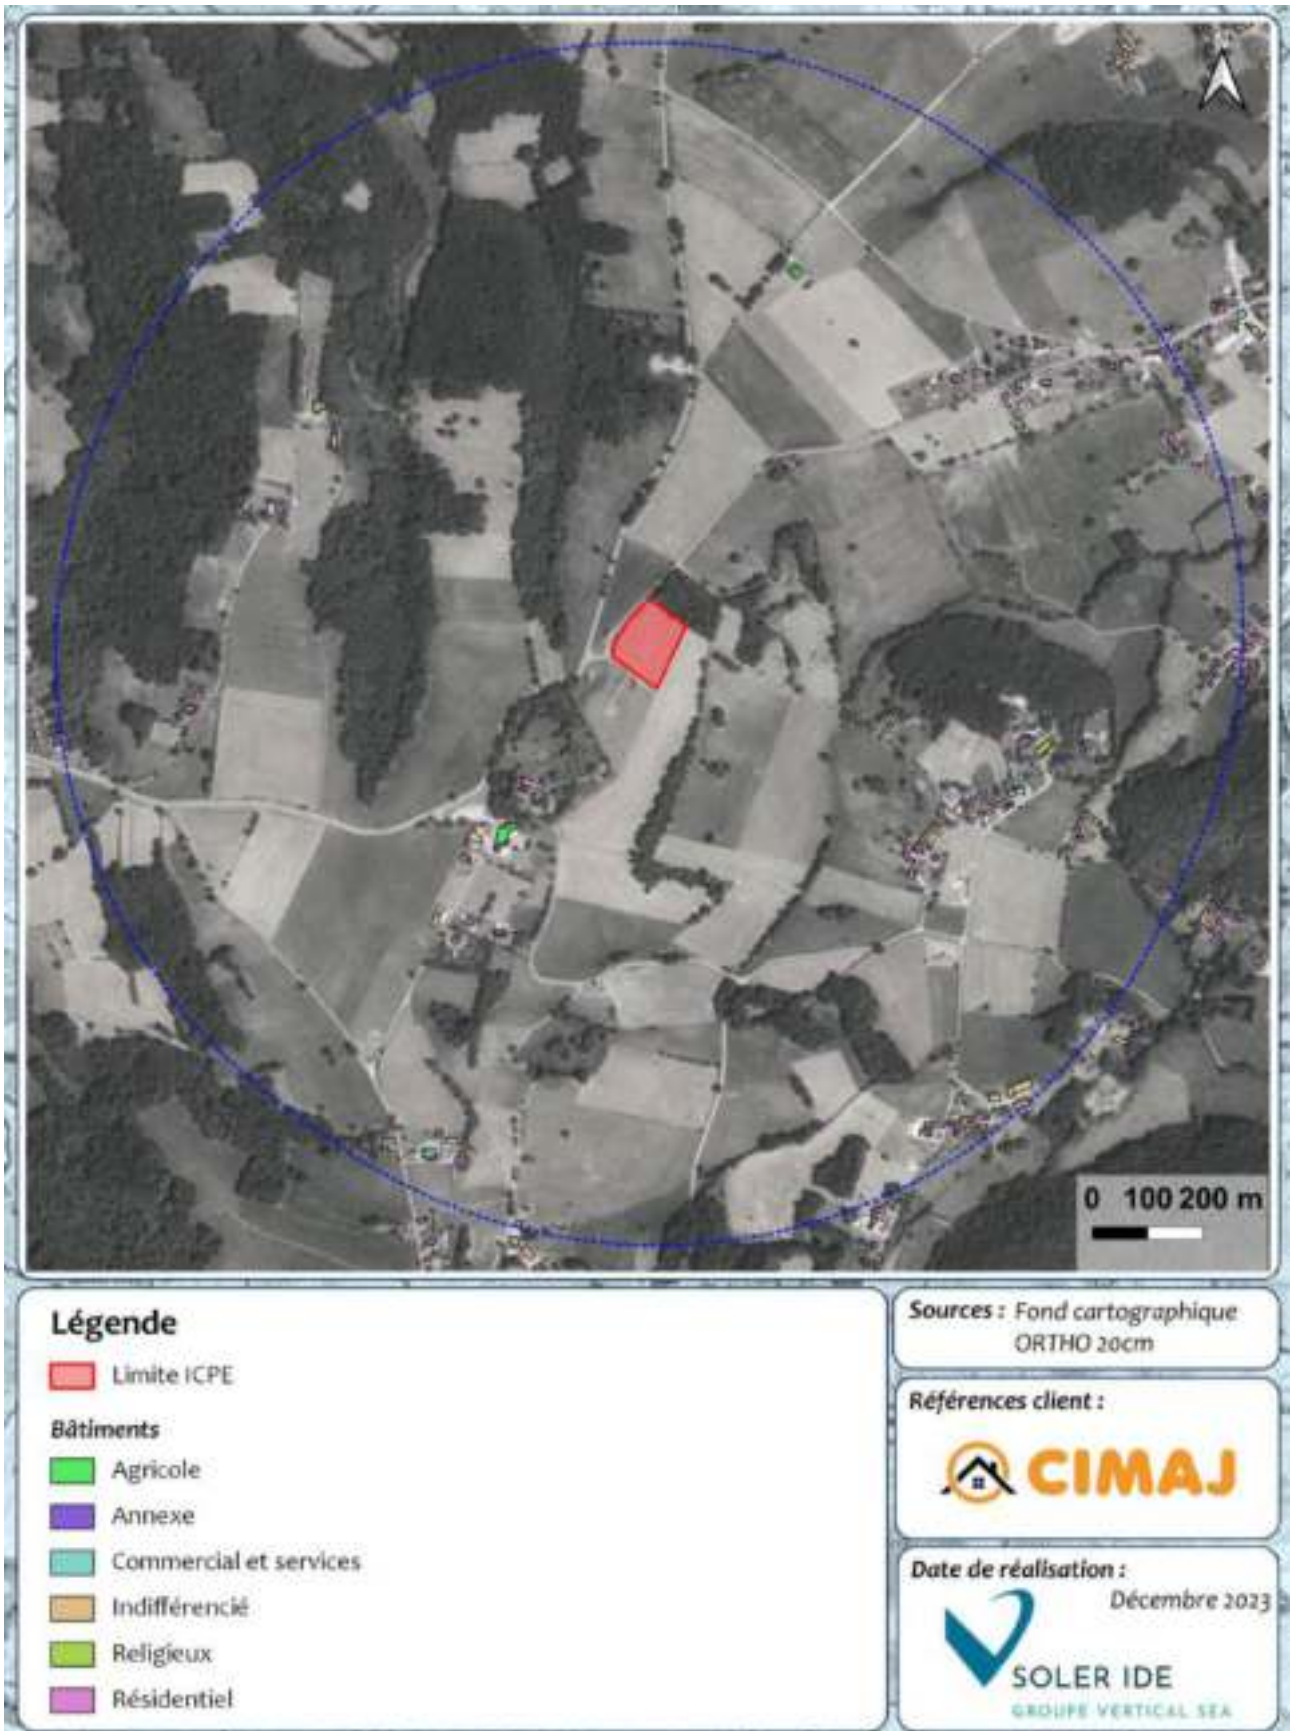 0 100 200 m
Légende
Limite ICPE
Bâtiments
Agricole
Annexe
Commercial et services
Indifférencié
Religieux
Résidentiel
Sources : Fond cartographique
ORTHO 20cm
Références client :
CIMAJ
Date de réalisation :
Décembre 2023
SOLER IDE
GROUPE VERTICAL SEA